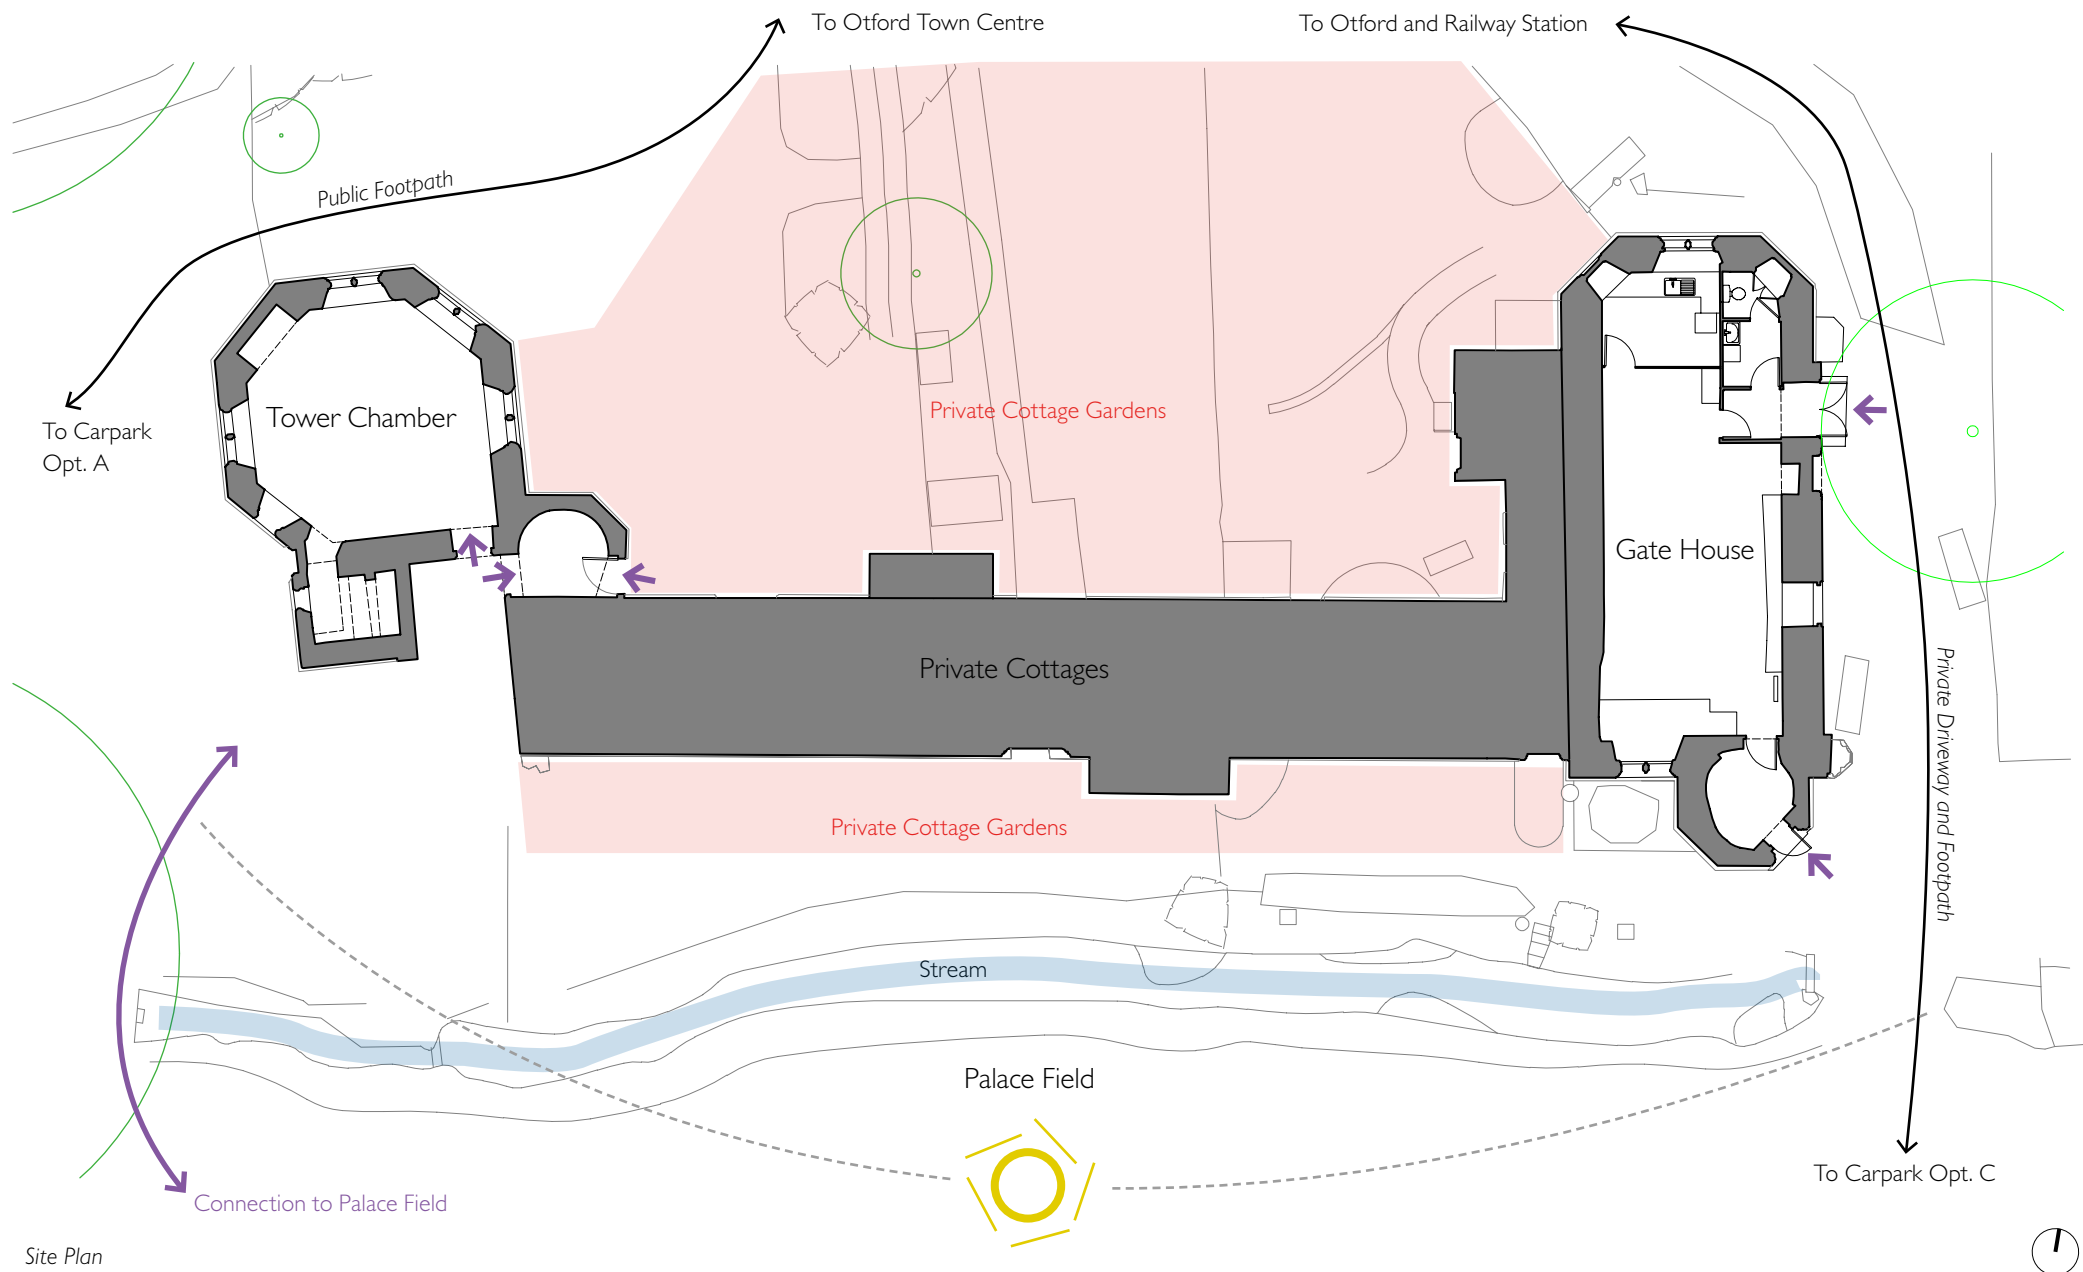 To Otford Town Centre
To Otford and Railway Station
Public Footpath
Tower Chamber
Private Cottage Gardens
To Carpark
Opt. A
Gate House
Private Cottages
Private Driveway and Footpath
Private Cottage Gardens
Stream
Palace Field
To Carpark Opt. C
Connection to Palace Field
Site Plan